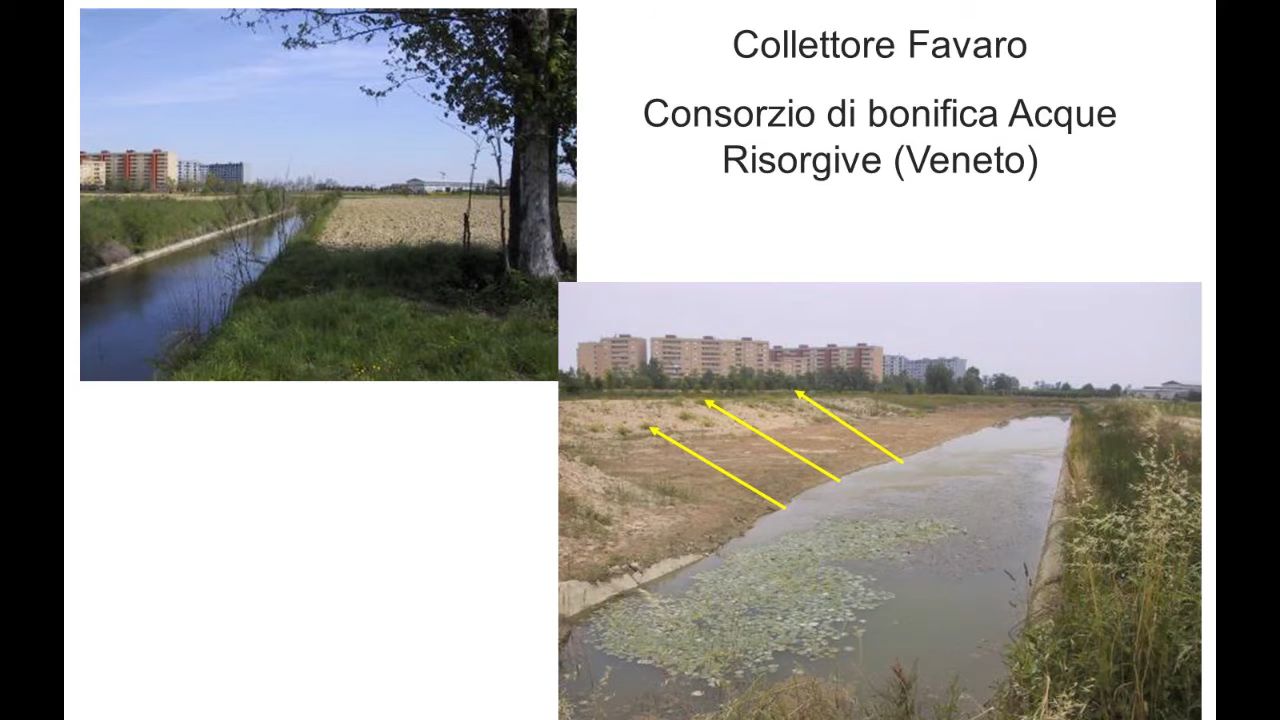 Collettore Favaro
Consorzio di bonifica Acque
Risorgive (Veneto)